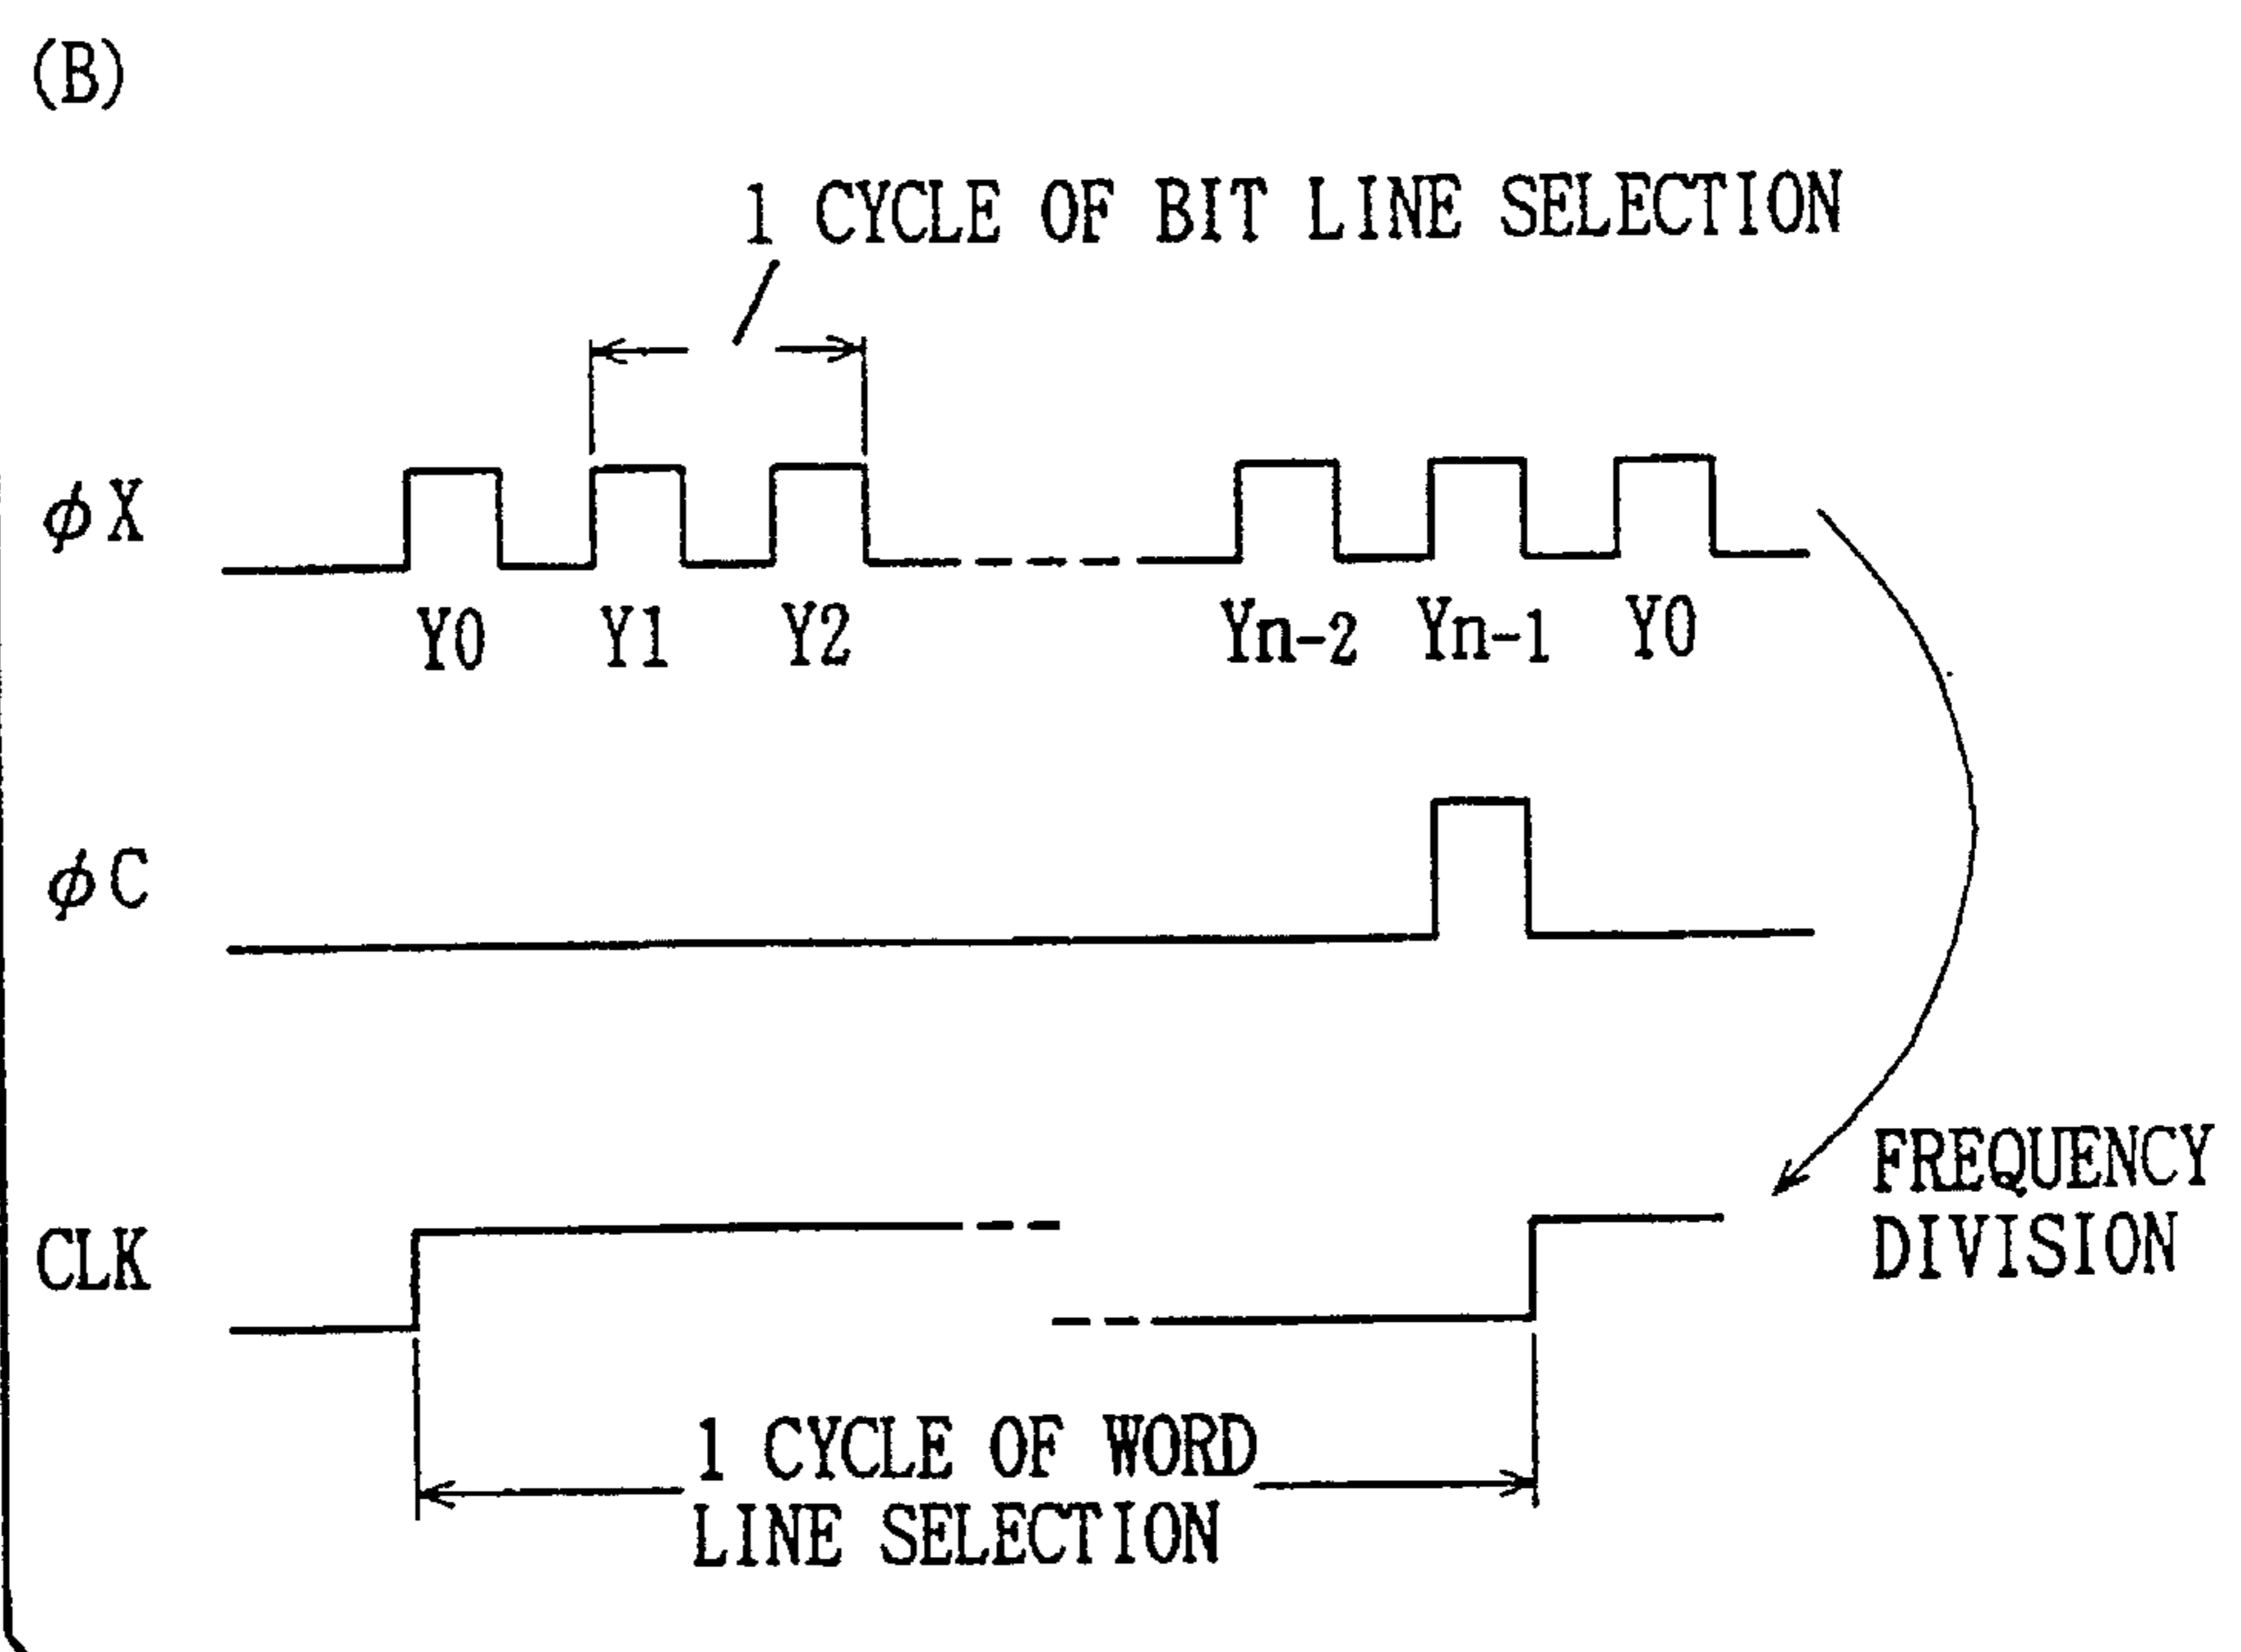 (B)
1 CYCLE OF BIT LINE SELECTION
φX
Y0 Y1 Y2 Yn-2 Yn-1 Y0
φC
FREQUENCY
DIVISION
CLK
1 CYCLE OF WORD
LINE SELECTION